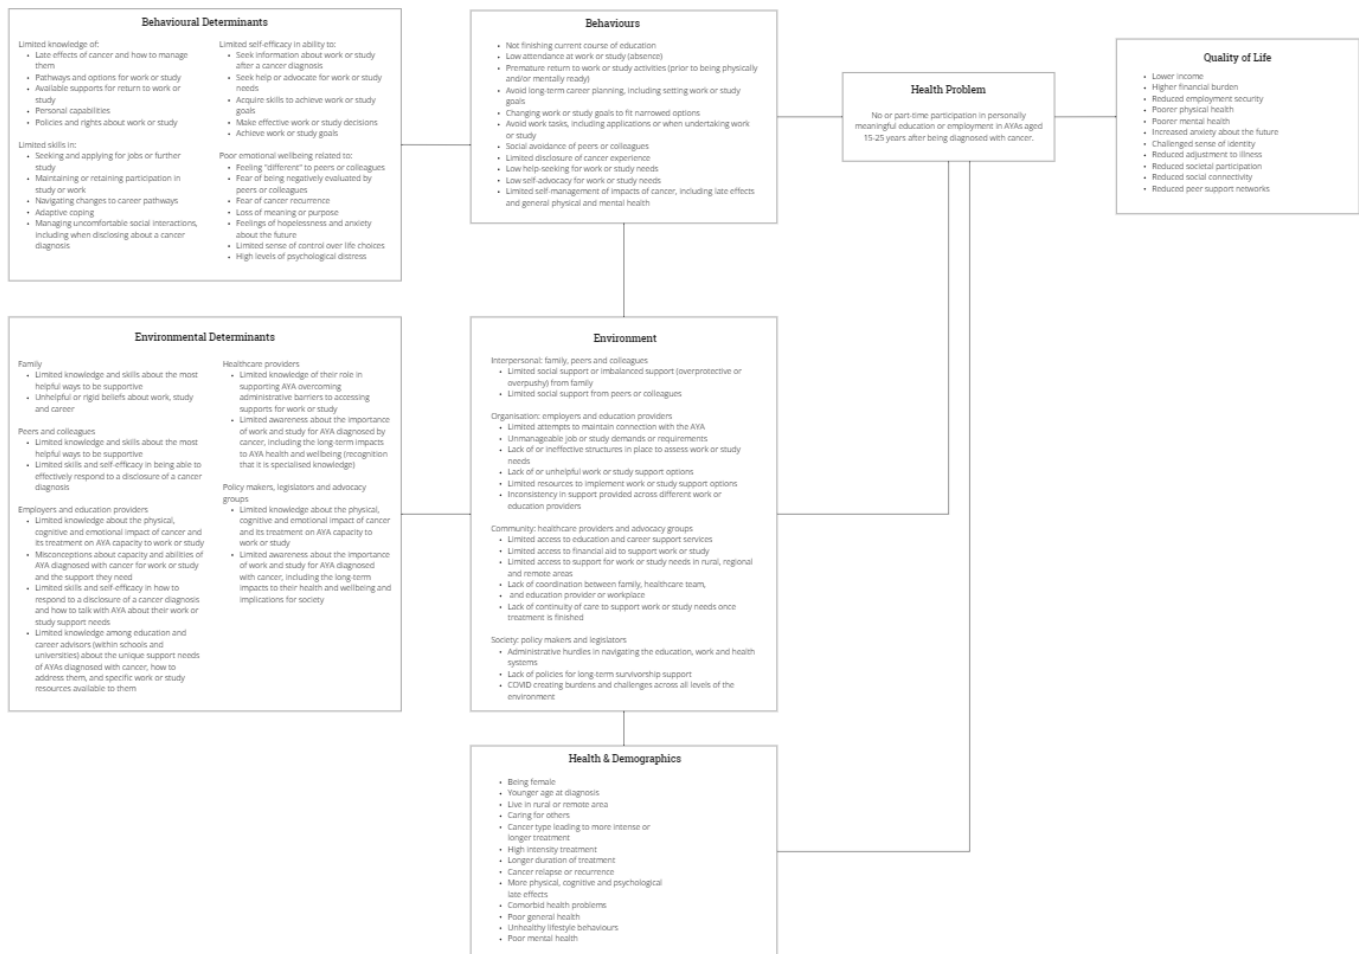 Behavioural Determinants
Limited knowledge of:
• Late effects of cancer and how to manage
them
• Pathways and options for work or study
• Available supports for return to work or
study
• Personal capabilities
• Policies and rights about work or study
Limited skills in:
• Seeking and applying for jobs or further
study
• Maintaining or retaining participation in
study or work
• Navigating changes to career pathways
• Adaptive coping
• Managing uncomfortable social interactions,
including when disclosing about a cancer
diagnosis
Limited self-efficacy in ability to:
• Seek information about work or study
after a cancer diagnosis
• Seek help or advocate for work or study
needs
• Acquire skills to achieve work or study
goals
• Make effective work or study decisions
• Achieve work or study goals
Poor emotional wellbeing related to:
• Feeling "different" to peers or colleagues
• Fear of being negatively evaluated by
peers or colleagues
• Fear of cancer recurrence
• Loss of meaning or purpose
• Feelings of hopelessness and anxiety
about the future
• Limited sense of control over life choices
• High levels of psychological distress
Behaviours
• Not finishing current course of education
• Low attendance at work or study (absence)
• Premature return to work or study activities (prior to being physically
and/or mentally ready)
• Avoid long-term career planning, including setting work or study
goals
• Changing work or study goals to fit narrowed options
• Avoid work tasks, including applications or when undertaking work
or study
• Social avoidance of peers or colleagues
• Limited disclosure of cancer experience
• Low help-seeking for work or study needs
• Low self-advocacy for work or study needs
• Limited self-management of impacts of cancer, including late effects
and general physical and mental health
Health Problem
No or part-time participation in personally
meaningful education or employment in AYAs aged
15-25 years after being diagnosed with cancer.
Quality of Life
• Lower income
• Higher financial burden
• Reduced employment security
• Poorer physical health
• Poorer mental health
• Increased anxiety about the future
• Challenged sense of identity
• Reduced adjustment to illness
• Reduced societal participation
• Reduced social connectivity
• Reduced peer support networks
Environmental Determinants
Family
• Limited knowledge and skills about the most
helpful ways to be supportive
• Unhelpful or rigid beliefs about work, study
and career
Peers and colleagues
• Limited knowledge and skills about the most
helpful ways to be supportive
• Limited skills and self-efficacy in being able to
effectively respond to a disclosure of a cancer
diagnosis
Employers and education providers
• Limited knowledge about the physical,
cognitive and emotional impact of cancer and
its treatment on AYA capacity to work or study
• Misconceptions about capacity and abilities of
AYA diagnosed with cancer for work or study
and the support they need
• Limited skills and self-efficacy in how to
respond to a disclosure of a cancer diagnosis
and how to talk with AYA about their work or
study support needs
• Limited knowledge among education and
career advisors (within schools and
universities) about the unique support needs
of AYAs diagnosed with cancer, how to
address them, and specific work or study
resources available to them
Healthcare providers
• Limited knowledge of their role in
supporting AYA overcoming
administrative barriers to accessing
supports for work or study
• Limited awareness about the importance
of work and study for AYA diagnosed by
cancer, including the long-term impacts
to AYA health and wellbeing (recognition
that it is specialised knowledge)
Policy makers, legislators and advocacy
groups
• Limited knowledge about the physical,
cognitive and emotional impact of cancer
and its treatment on AYA capacity to
work or study
• Limited awareness about the importance
of work and study for AYA diagnosed
with cancer, including the long-term
impacts to their health and wellbeing and
implications for society
Environment
Interpersonal: family, peers and colleagues
• Limited social support or imbalanced support (overprotective or
overpushy) from family
• Limited social support from peers or colleagues
Organisation: employers and education providers
• Limited attempts to maintain connection with the AYA
• Unmanageable job or study demands or requirements
• Lack of or ineffective structures in place to assess work or study
needs
• Lack of or unhelpful work or study support options
• Limited resources to implement work or study support options
• Inconsistency in support provided across different work or
education providers
Community: healthcare providers and advocacy groups
• Limited access to education and career support services
• Limited access to financial aid to support work or study
• Limited access to support for work or study needs in rural, regional
and remote areas
• Lack of coordination between family, healthcare team,
• and education provider or workplace
• Lack of continuity of care to support work or study needs once
treatment is finished
Society: policy makers and legislators
• Administrative hurdles in navigating the education, work and health
systems
• Lack of policies for long-term survivorship support
• COVID creating burdens and challenges across all levels of the
environment
Health & Demographics
• Being female
• Younger age at diagnosis
• Live in rural or remote area
• Caring for others
• Cancer type leading to more intense or
longer treatment
• High intensity treatment
• Longer duration of treatment
• Cancer relapse or recurrence
• More physical, cognitive and psychological
late effects
• Comorbid health problems
• Poor general health
• Unhealthy lifestyle behaviours
• Poor mental health